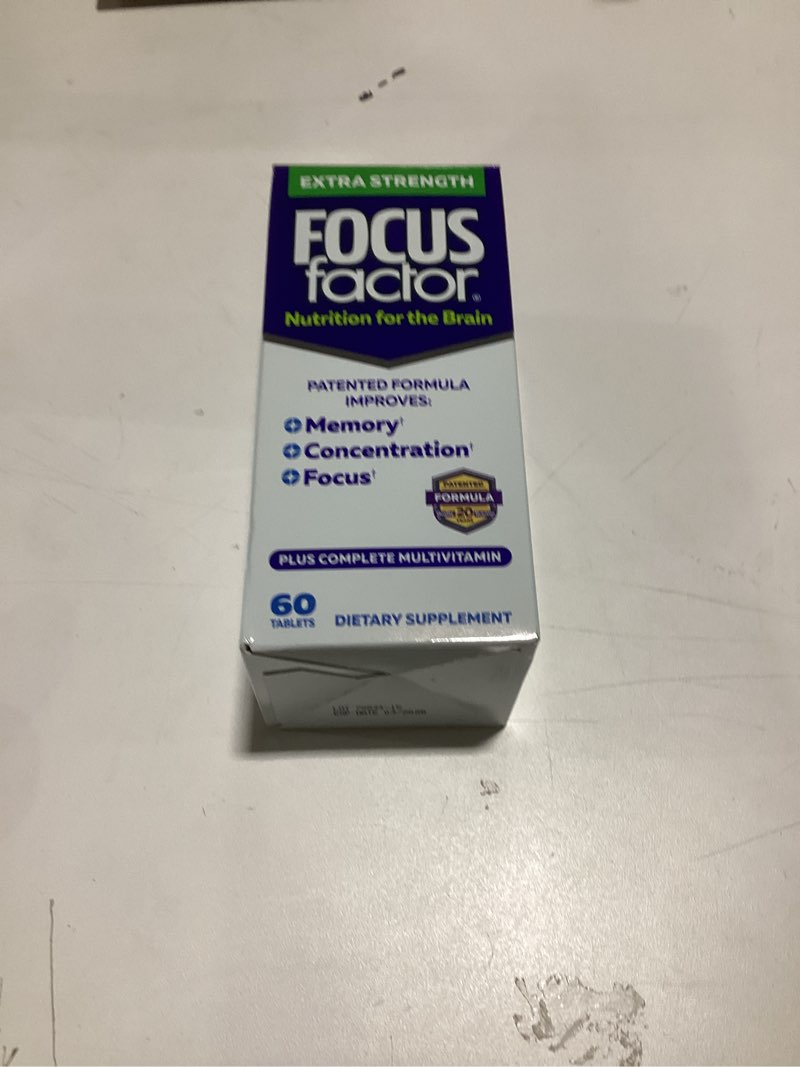 EXTRA STRENGTH
FOCUS
factor®
Nutrition for the Brain
PATENTED FORMULA
IMPROVES:
Memory†
Concentration†
Focus†
PATENTED
FORMULA
20
PLUS COMPLETE MULTIVITAMIN
60
TABLETS
DIETARY SUPPLEMENT